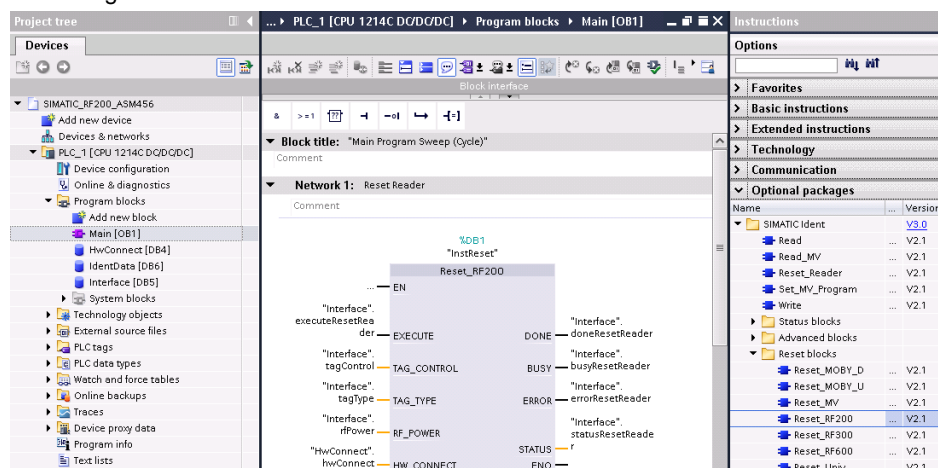 Project tree
Devices
SIMATIC_RF200_ASM456
Add new device
Devices & networks
PLC_1 [CPU 1214C DC/DC/DC]
Device configuration
Online & diagnostics
Program blocks
Add new block
Main [OB1]
HwConnect [DB4]
IdentData [DB6]
Interface [DB5]
System blocks
Technology objects
External source files
PLC tags
PLC data types
Watch and force tables
Online backups
Traces
Device proxy data
Program info
Text lists
... PLC_1 [CPU 1214C DC/DC/DC] Program blocks Main [OB1]
Block interface
& >=1 ??
Block title: "Main Program Sweep (Cycle)"
Comment
Network 1: Reset Reader
Comment
%DB1
"InstReset"
Reset_RF200
... EN
"Interface".
executeResetRea
der EXECUTE
"Interface".
tagControl TAG_CONTROL
"Interface".
tagType TAG_TYPE
"Interface".
rfPower RF_POWER
"HwConnect".
hwConnect HW_CONNECT
"Interface".
DONE doneResetReader
"Interface".
BUSY busyResetReader
"Interface".
ERROR errorResetReader
"Interface".
statusResetReade
STATUS r
ENO
Instructions
Options
> Favorites
> Basic instructions
> Extended instructions
> Technology
> Communication
Optional packages
Name ... Version
SIMATIC Ident V3.0
Read ... V2.1
Read_MV ... V2.1
Reset_Reader ... V2.1
Set_MV_Program ... V2.1
Write ... V2.1
Status blocks
Advanced blocks
Reset blocks
Reset_MOBY_D ... V2.1
Reset_MOBY_U ... V2.1
Reset_MV ... V2.1
Reset_RF200 ... V2.1
Reset_RF300 ... V2.1
Reset_RF600 ... V2.1
Reset_Univ ... V2.1